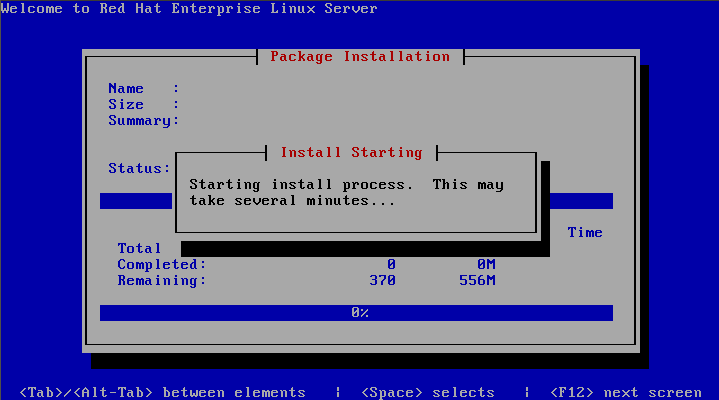 Welcome to Red Hat Enterprise Linux Server
Package Installation
Name   :
Size   :
Summary:
Install Starting
Status:
Starting install process.  This may
take several minutes...
Time
Total
Completed:   0   0M
Remaining:   370   556M
0%
<Tab>/<Alt-Tab> between elements   |  <Space> selects   |  <F12> next screen